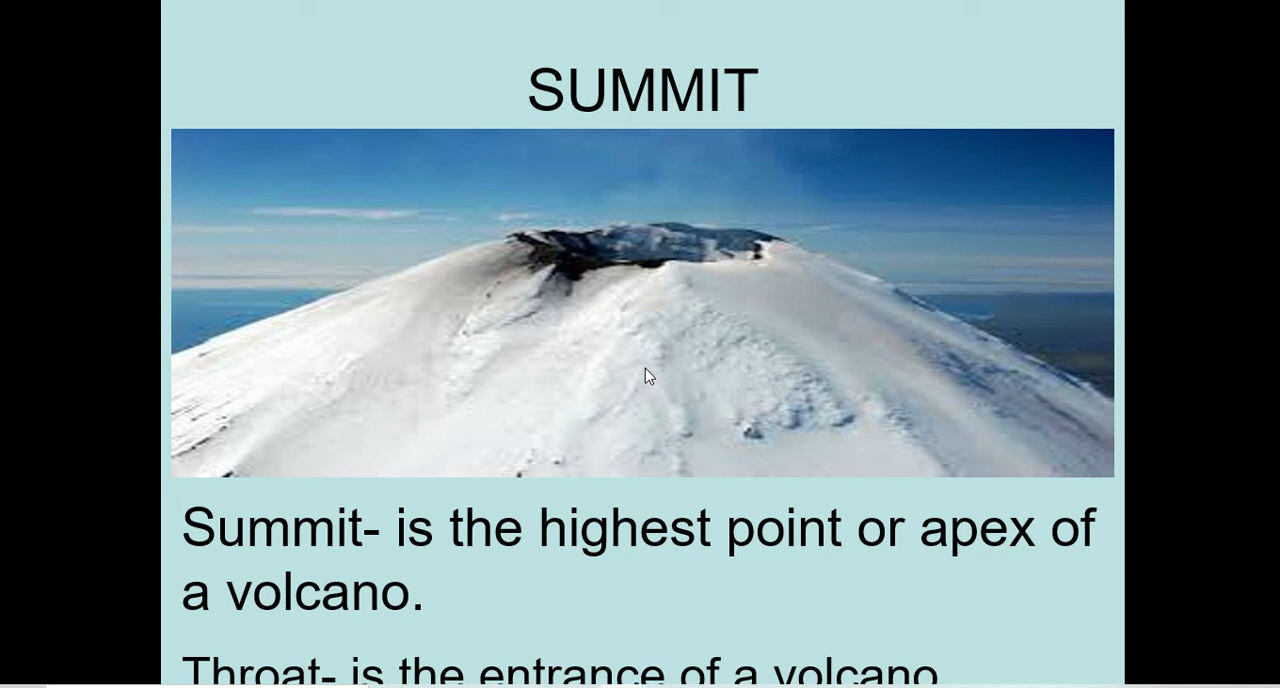 SUMMIT
Summit- is the highest point or apex of
a volcano.
Throat- is the entrance of a volcano